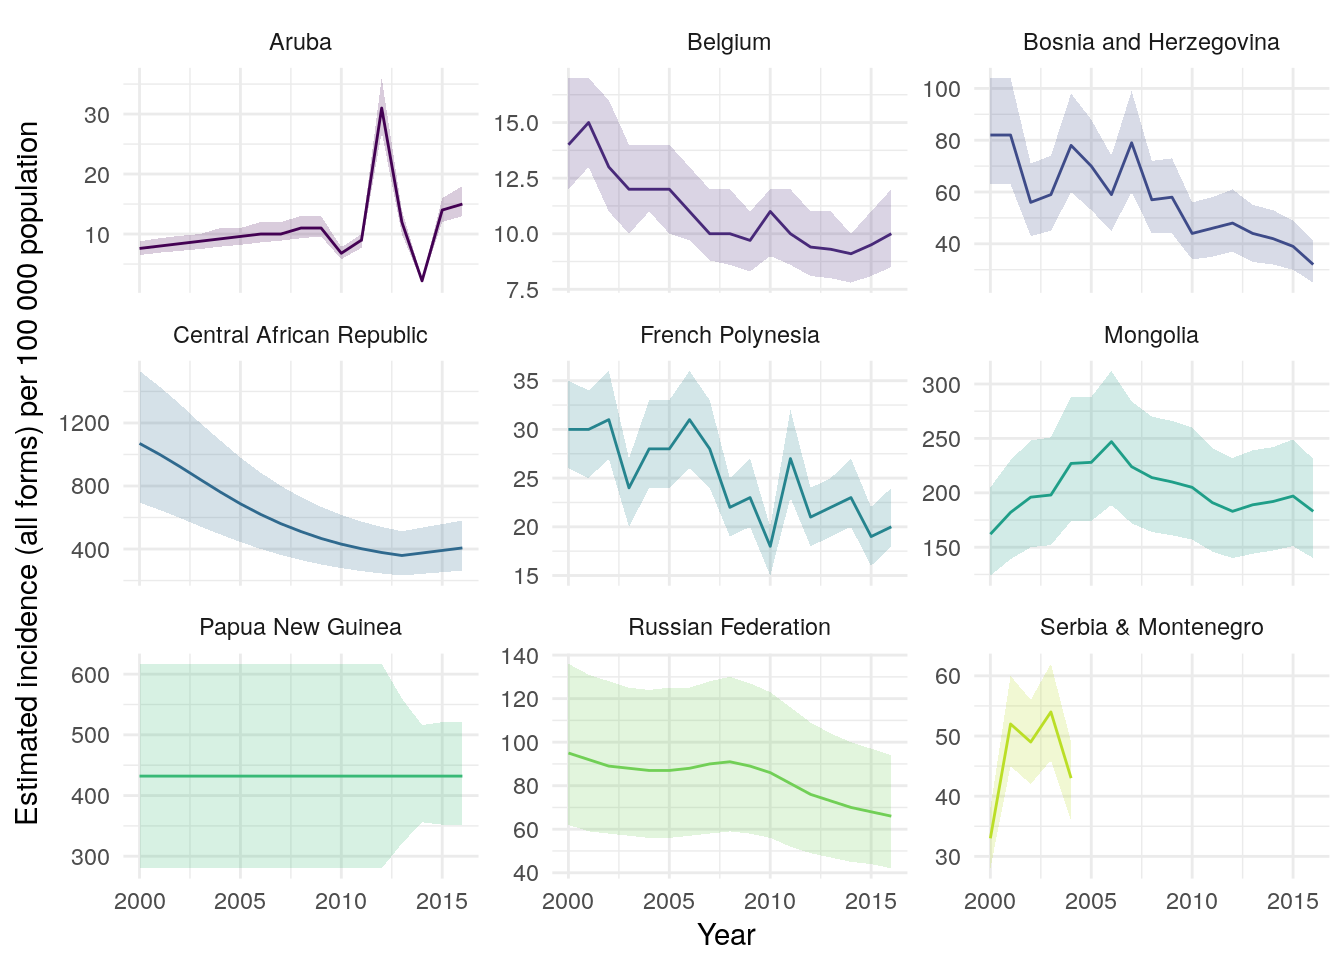 Aruba
Belgium
Bosnia and Herzegovina
30
20
10
15.0
12.5
10.0
7.5
100
80
60
40
Central African Republic
French Polynesia
Mongolia
1200
800
400
35
30
25
20
15
300
250
200
150
Papua New Guinea
Russian Federation
Serbia & Montenegro
600
500
400
300
140
120
100
80
60
40
60
50
40
30
2000 2005 2010 2015
2000 2005 2010 2015
2000 2005 2010 2015
Year
Estimated incidence (all forms) per 100 000 population